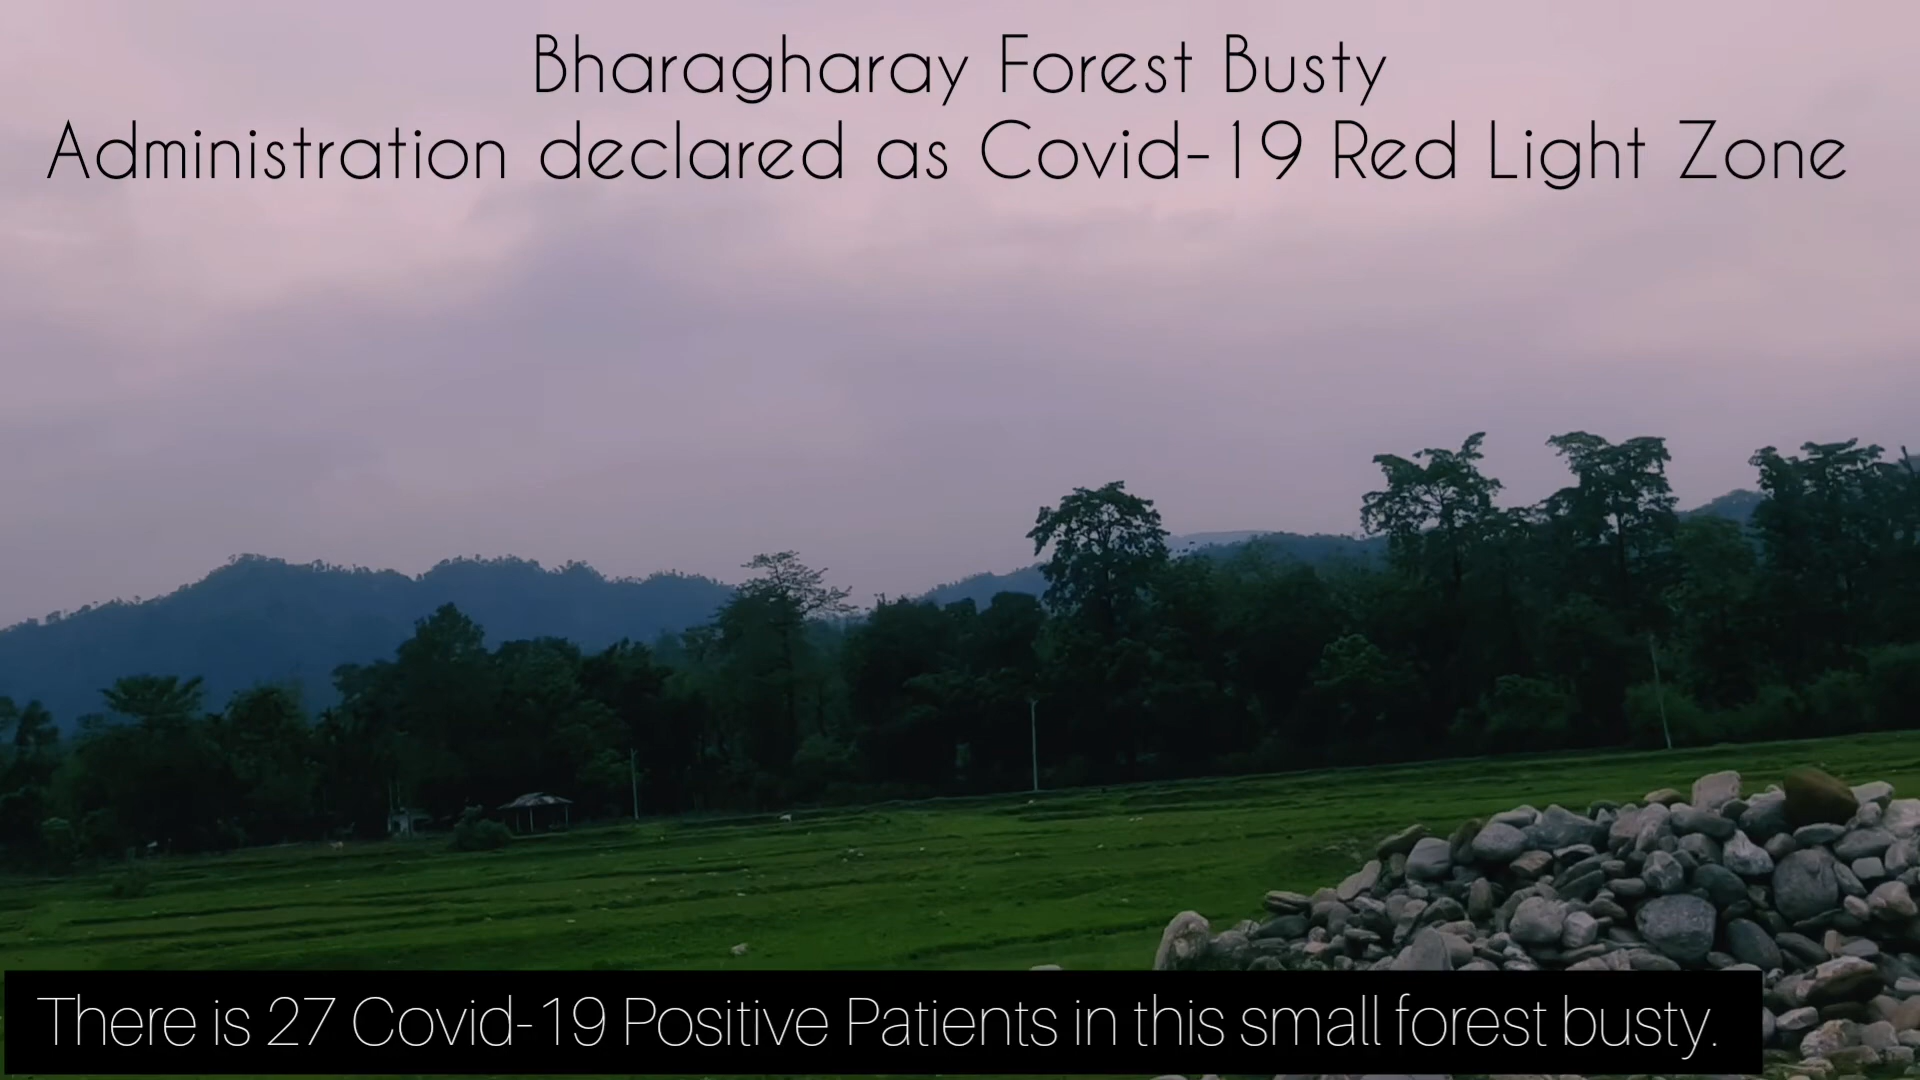 Bharagharay Forest Busty
Administration declared as Covid-19 Red Light Zone
There is 27 Covid-19 Positive Patients in this small forest busty.